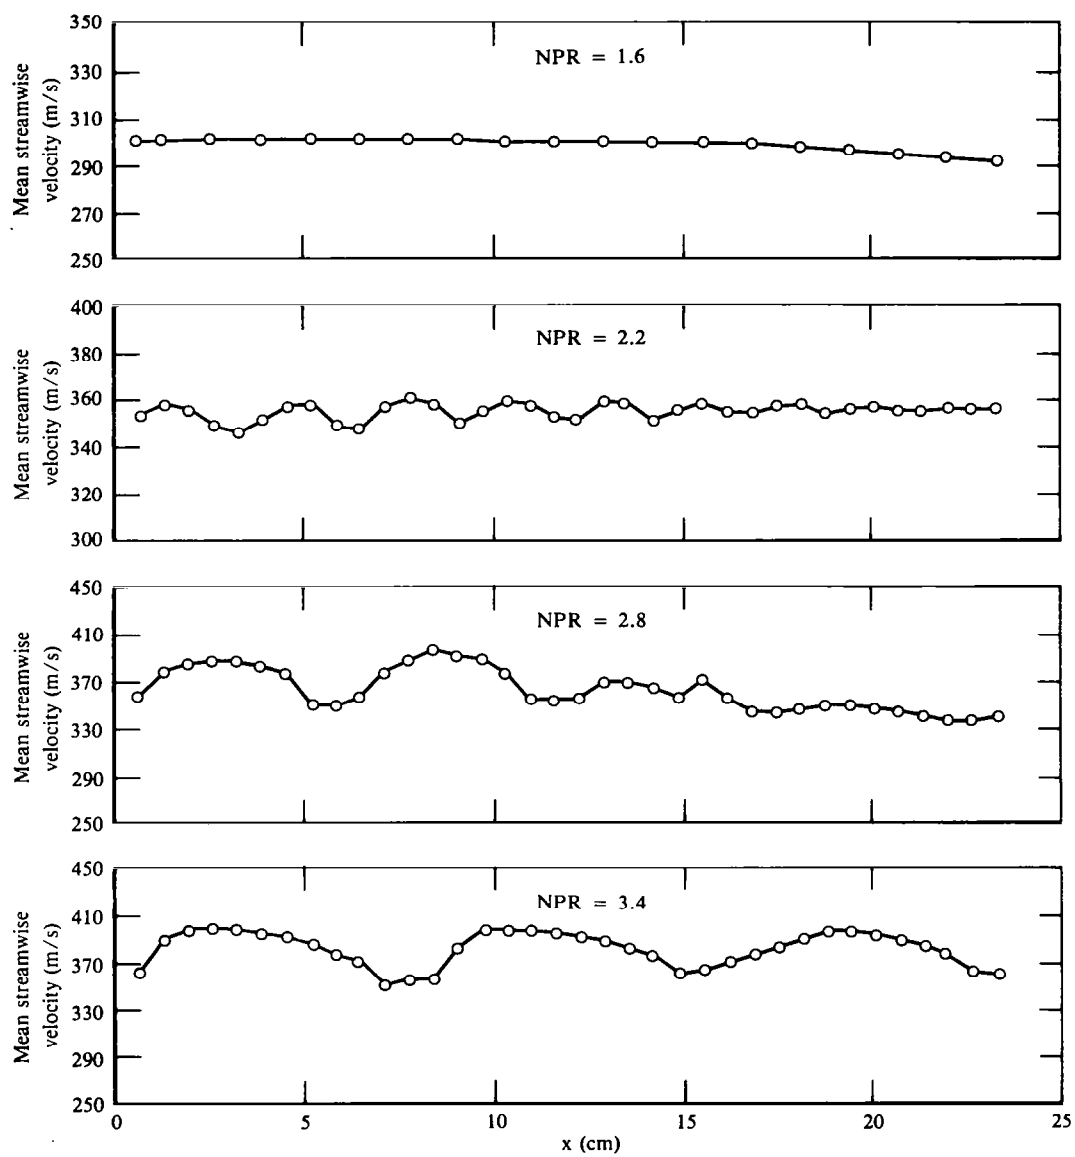 350
330
310
290
270
250
Mean streamwise
velocity (m/s)
NPR = 1.6
400
380
360
340
320
300
Mean streamwise
velocity (m/s)
NPR = 2.2
450
410
370
330
290
250
Mean streamwise
velocity (m/s)
NPR = 2.8
450
410
370
330
290
250
Mean streamwise
velocity (m/s)
NPR = 3.4
0 5 10 15 20 25
x (cm)